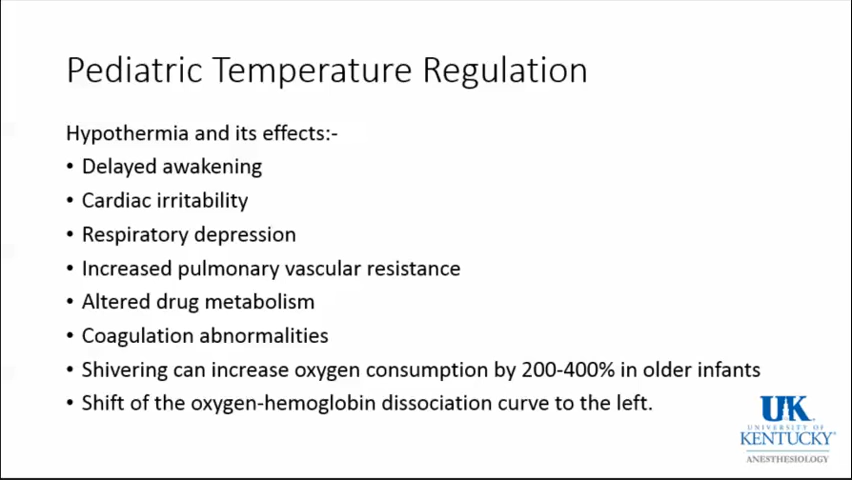 Pediatric Temperature Regulation
Hypothermia and its effects:-
• Delayed awakening
• Cardiac irritability
• Respiratory depression
• Increased pulmonary vascular resistance
• Altered drug metabolism
• Coagulation abnormalities
• Shivering can increase oxygen consumption by 200-400% in older infants
• Shift of the oxygen-hemoglobin dissociation curve to the left.
UK
UNIVERSITY OF
KENTUCKY
ANESTHESIOLOGY